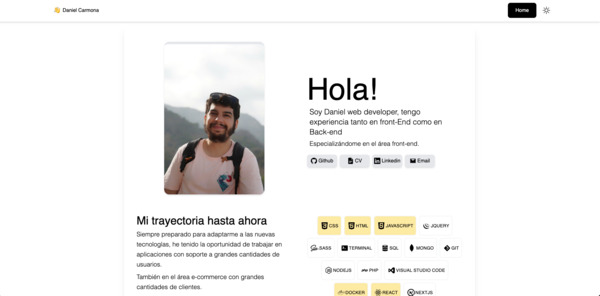 👋 Daniel Carmona
Home
Hola!
Soy Daniel web developer, tengo
experiencia tanto en front-End como en
Back-end
Especializándome en el área front-end.
Github
CV
Linkedin
Email
Mi trayectoria hasta ahora
Siempre preparado para adaptarme a las nuevas
tecnologías, he tenido la oportunidad de trabajar en
aplicaciones con soporte a grandes cantidades de
usuarios.
También en el área e-commerce con grandes
cantidades de clientes.
CSS HTML JAVASCRIPT JQUERY
SASS TERMINAL SQL MONGO GIT
NODEJS PHP VISUAL STUDIO CODE
DOCKER REACT NEXTJS